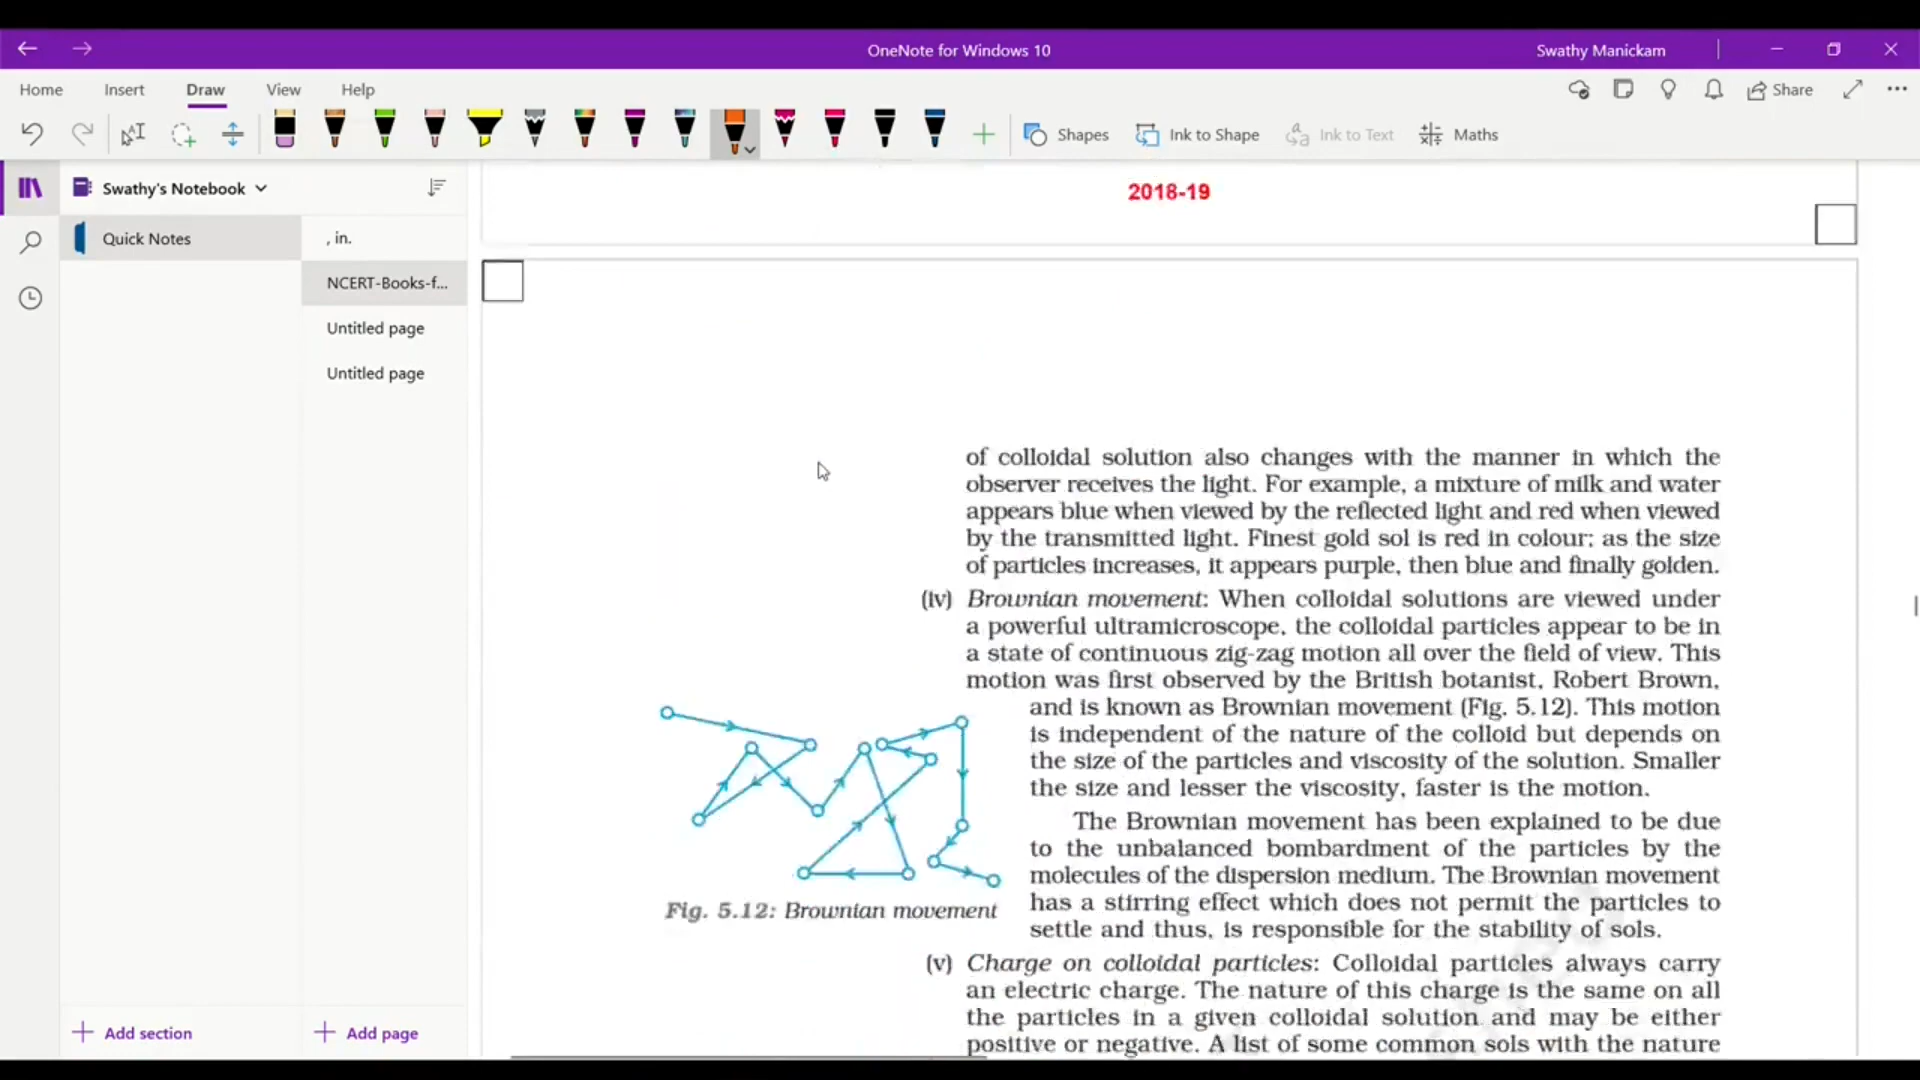 OneNote for Windows 10
Swathy Manickam
Home Insert Draw View Help
Share
Shapes Ink to Shape Ink to Text Maths
Swathy's Notebook
Quick Notes
, in.
NCERT-Books-f...
Untitled page
Untitled page
Add section
Add page
2018-19
of colloidal solution also changes with the manner in which the
observer receives the light. For example, a mixture of milk and water
appears blue when viewed by the reflected light and red when viewed
by the transmitted light. Finest gold sol is red in colour; as the size
of particles increases, it appears purple, then blue and finally golden.
(iv) Brownian movement: When colloidal solutions are viewed under
a powerful ultramicroscope, the colloidal particles appear to be in
a state of continuous zig-zag motion all over the field of view. This
motion was first observed by the British botanist, Robert Brown,
and is known as Brownian movement (Fig. 5.12). This motion
is independent of the nature of the colloid but depends on
the size of the particles and viscosity of the solution. Smaller
the size and lesser the viscosity, faster is the motion.
The Brownian movement has been explained to be due
to the unbalanced bombardment of the particles by the
molecules of the dispersion medium. The Brownian movement
has a stirring effect which does not permit the particles to
settle and thus, is responsible for the stability of sols.
Fig. 5.12: Brownian movement
(v) Charge on colloidal particles: Colloidal particles always carry
an electric charge. The nature of this charge is the same on all
the particles in a given colloidal solution and may be either
positive or negative. A list of some common sols with the nature